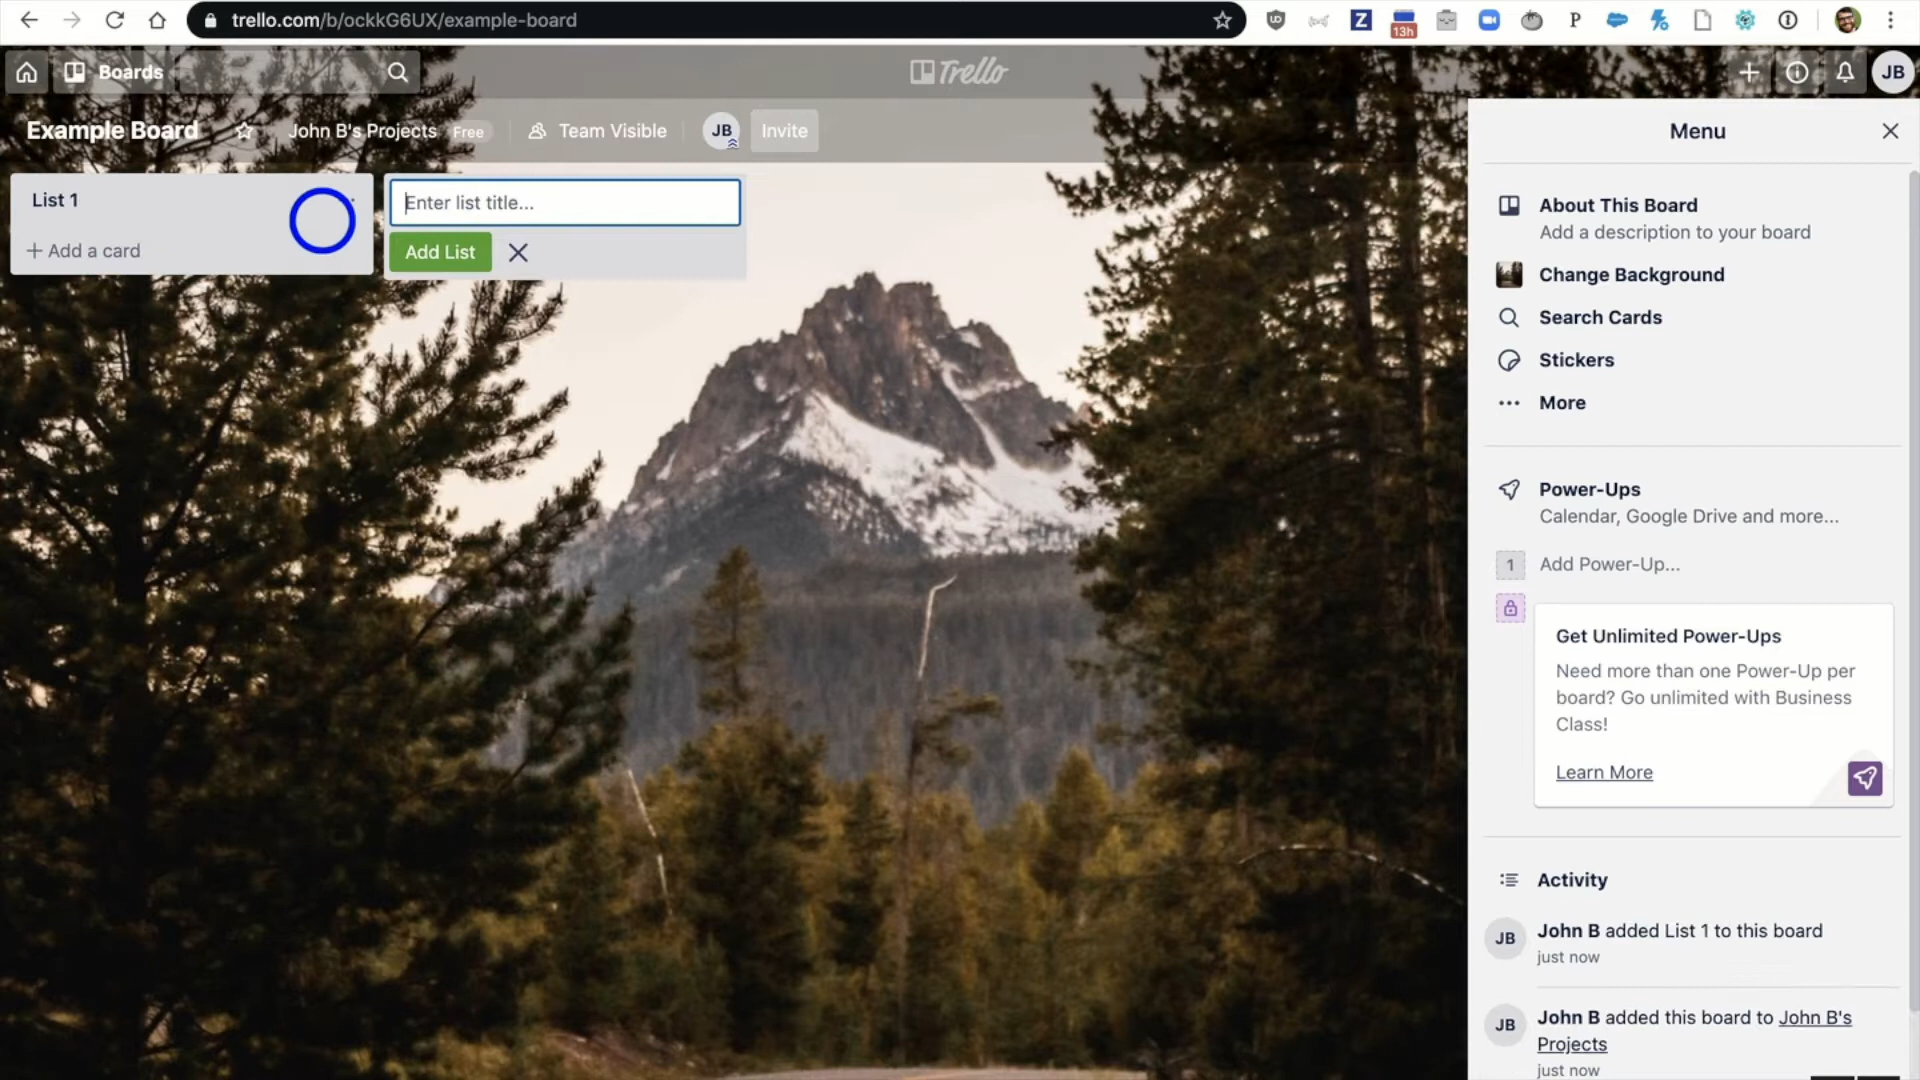 trello.com/b/ockkG6UX/example-board
13h
Boards
Trello
JB
Example Board
John B's Projects Free
Team Visible
JB
Invite
Menu
List 1
Enter list title...
+ Add a card
Add List
About This Board
Add a description to your board
Change Background
Search Cards
Stickers
More
Power-Ups
Calendar, Google Drive and more...
1
Add Power-Up...
Get Unlimited Power-Ups
Need more than one Power-Up per
board? Go unlimited with Business
Class!
Learn More
Activity
JB
John B added List 1 to this board
just now
JB
John B added this board to John B's
Projects
just now